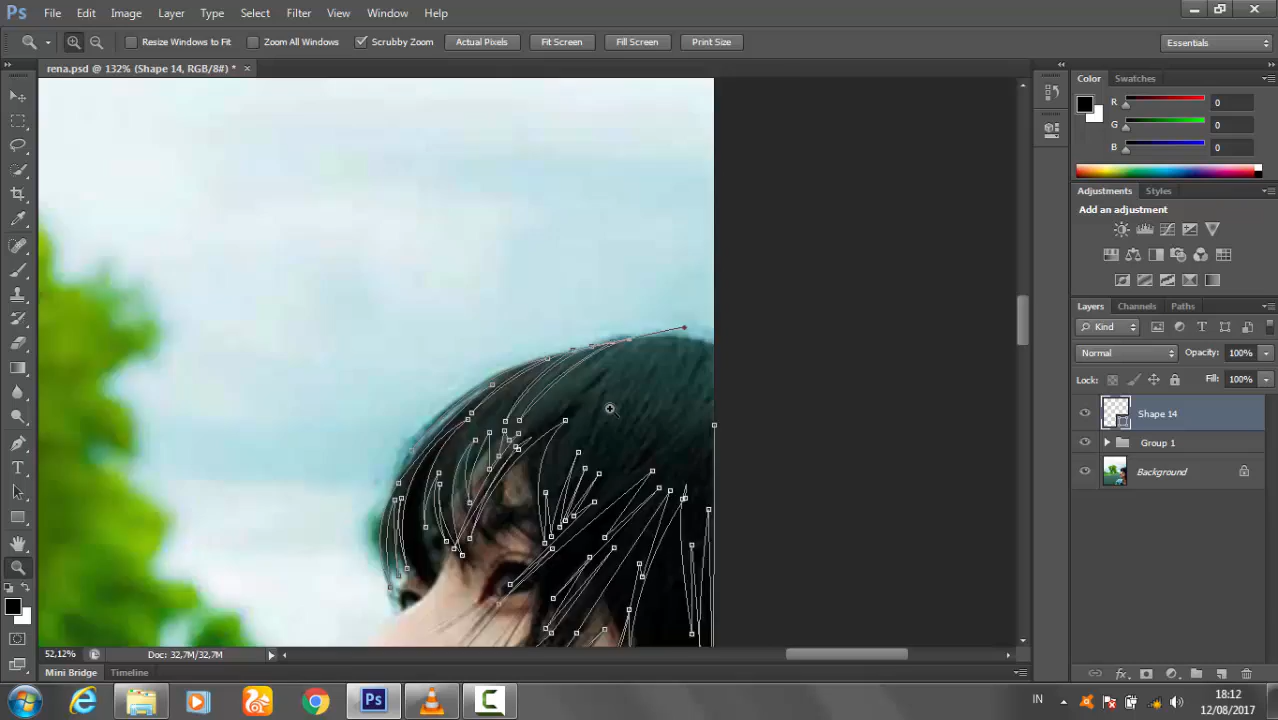 Ps File Edit Image Layer Type Select Filter View Window Help
Resize Windows to Fit Zoom All Windows Scrubby Zoom Actual Pixels Fit Screen Fill Screen Print Size Essentials
rena.psd @ 132% (Shape 14, RGB/8#) * ×
Color Swatches
R 0
G 0
B 0
Adjustments Styles
Add an adjustment
Layers Channels Paths
Kind
Normal Opacity: 100%
Lock: Fill: 100%
Shape 14
Group 1
Background
52,12% Doc: 32,7M/32,7M
Mini Bridge Timeline
Ps IN 18:12
12/08/2017